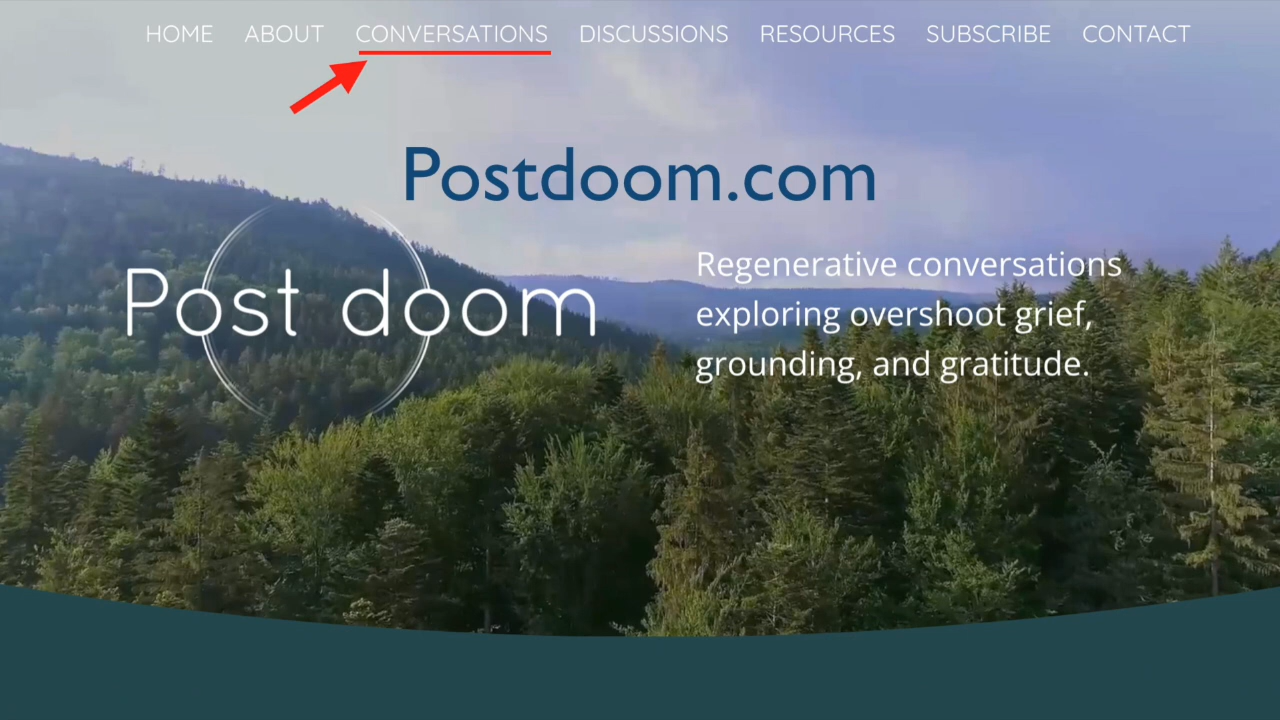 HOME ABOUT CONVERSATIONS DISCUSSIONS RESOURCES SUBSCRIBE CONTACT
Postdoom.com
Post doom
Regenerative conversations
exploring overshoot grief,
grounding, and gratitude.